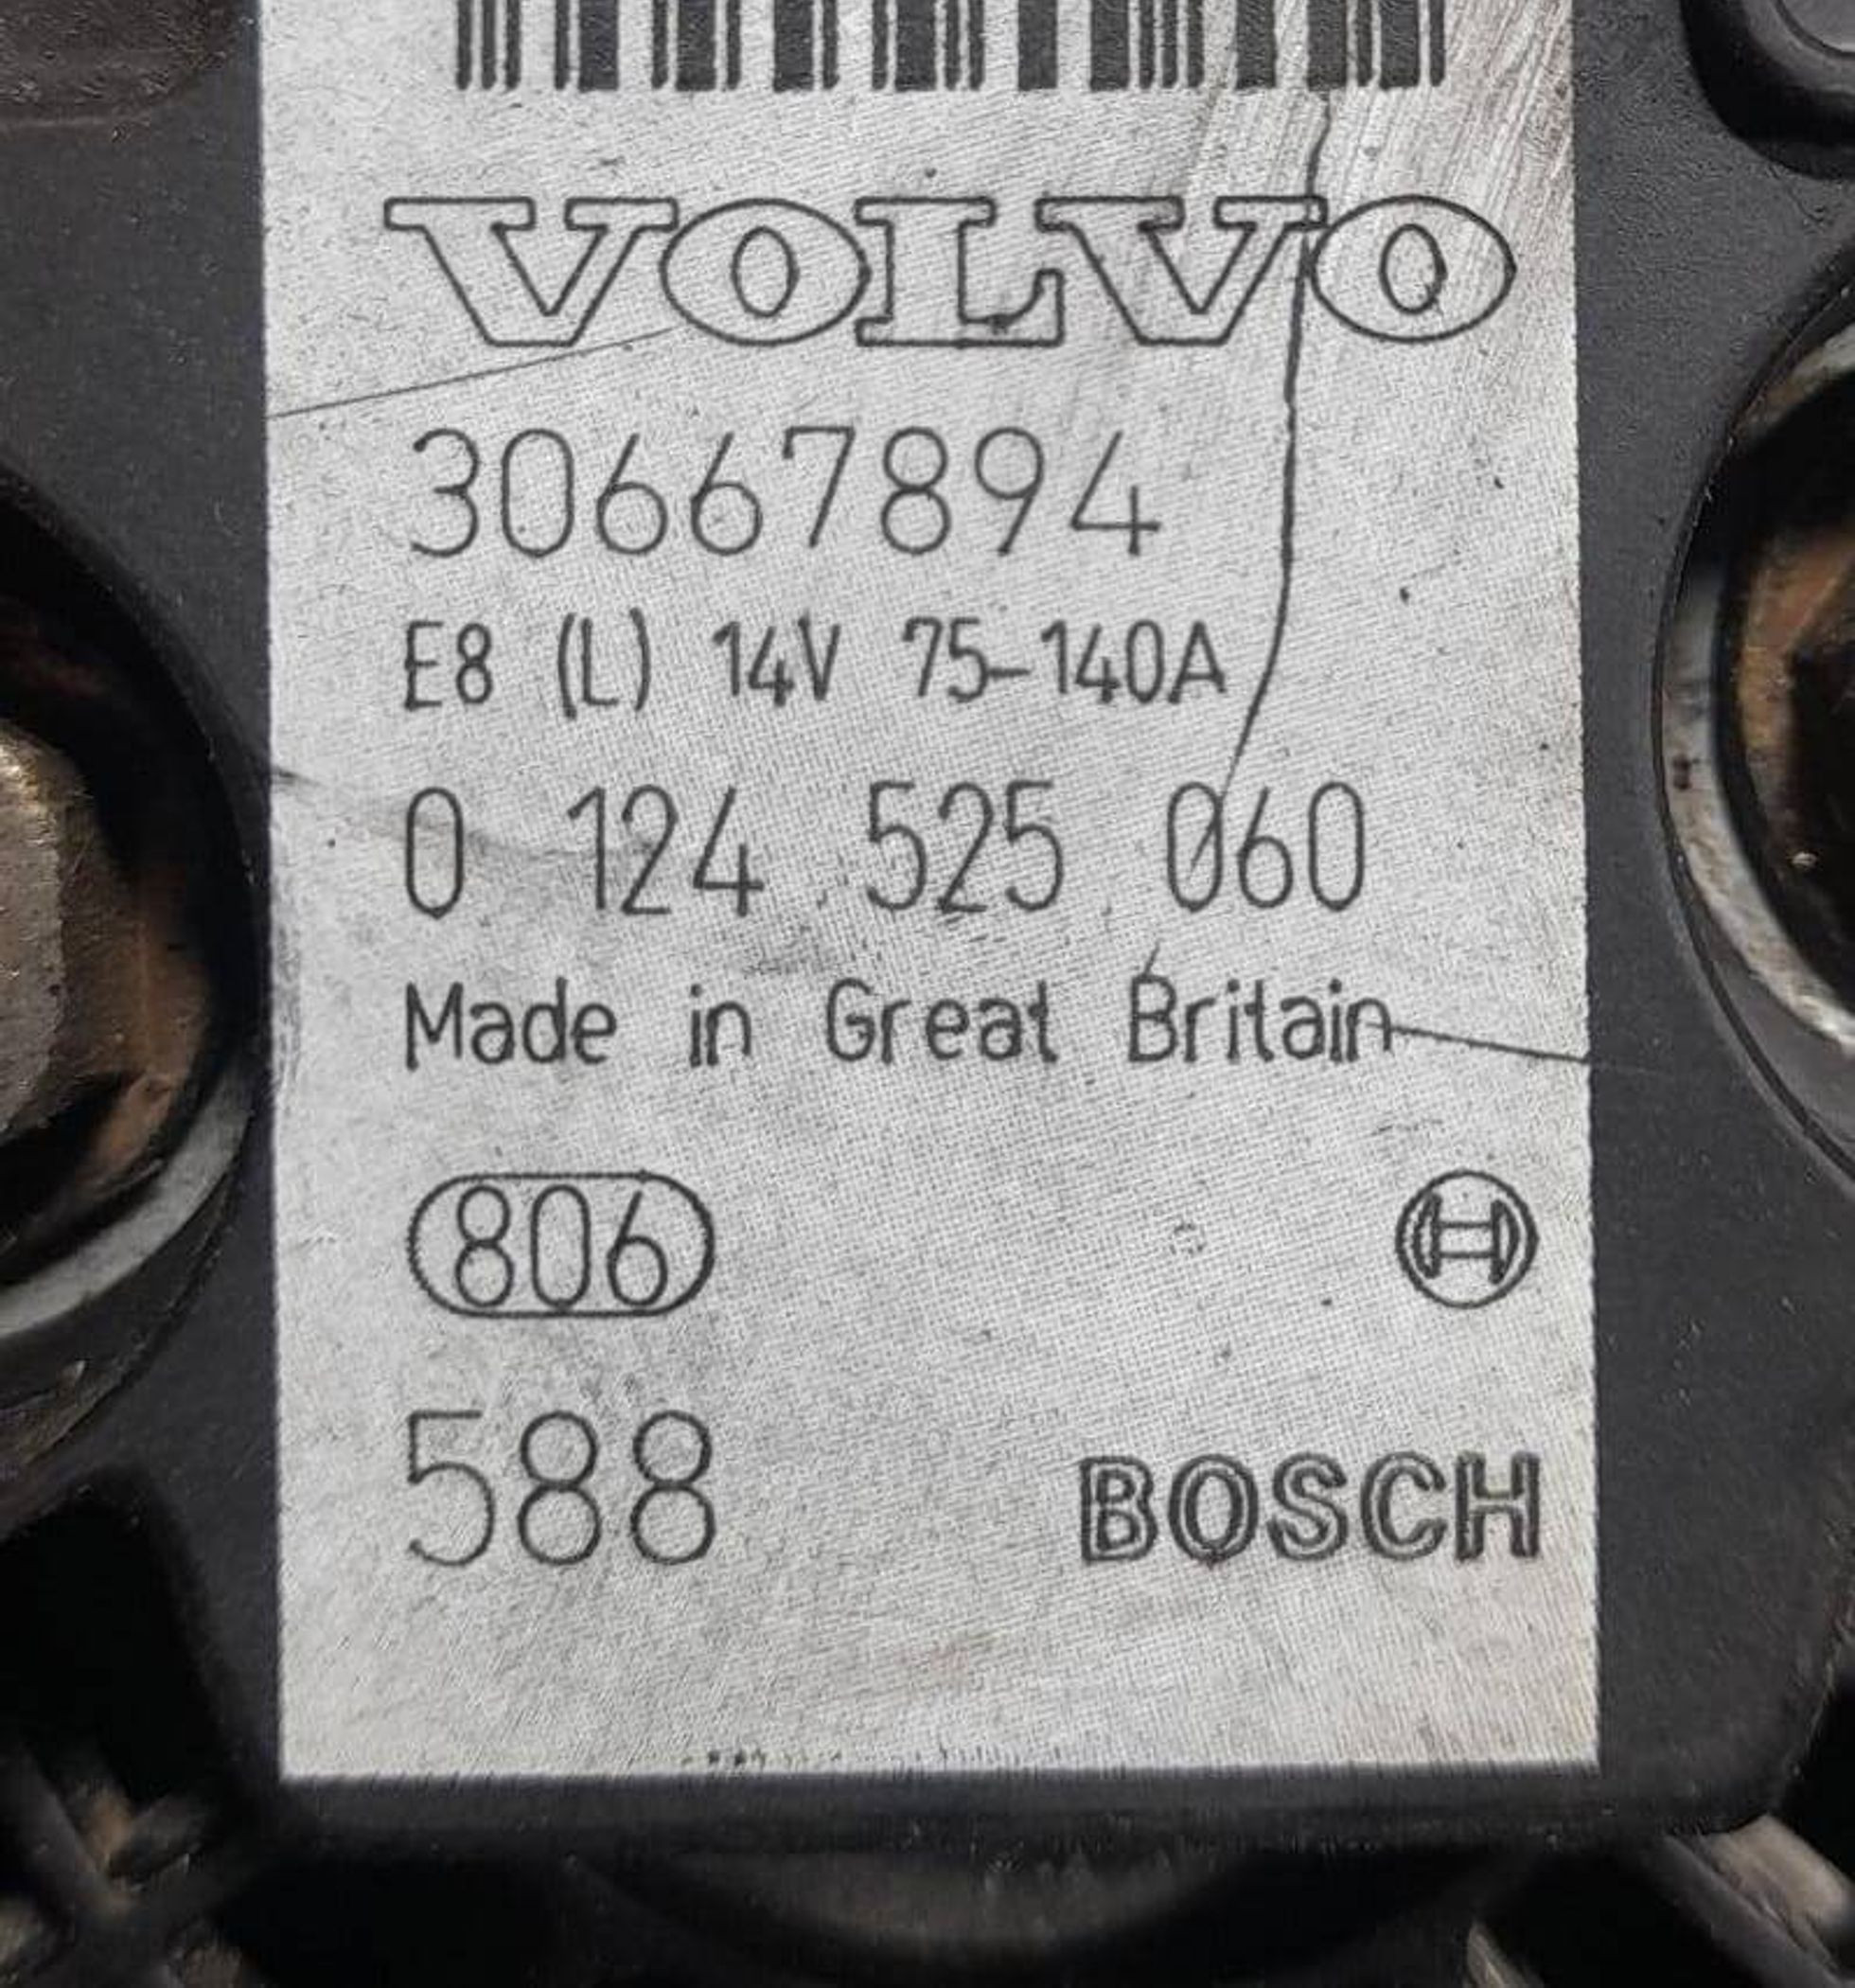 VOLVO
30667894
E8 (L) 14V 75-140A
0 124 525 060
Made in Great Britain
806
588 BOSCH